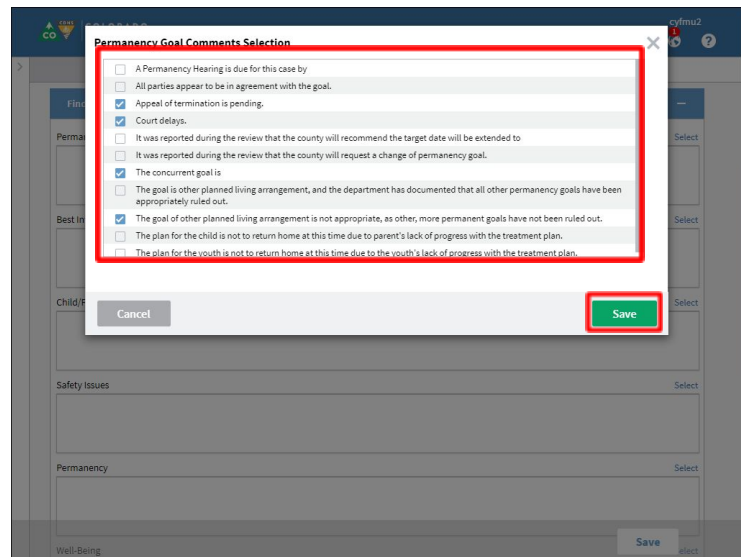 cyfmu2
CO
1
?
Permanency Goal Comments Selection
A Permanency Hearing is due for this case by
All parties appear to be in agreement with the goal.
Appeal of termination is pending.
Court delays.
It was reported during the review that the county will recommend the target date will be extended to
It was reported during the review that the county will request a change of permanency goal.
The concurrent goal is
The goal is other planned living arrangement, and the department has documented that all other permanency goals have been
appropriately ruled out.
The goal of other planned living arrangement is not appropriate, as other, more permanent goals have not been ruled out.
The plan for the child is not to return home at this time due to parent's lack of progress with the treatment plan.
The plan for the youth is not to return home at this time due to the youth's lack of progress with the treatment plan.
Cancel
Save
Find
Perma
Select
Best In
Select
Child/F
Select
Safety Issues
Select
Permanency
Select
Well-Being
Save
elect